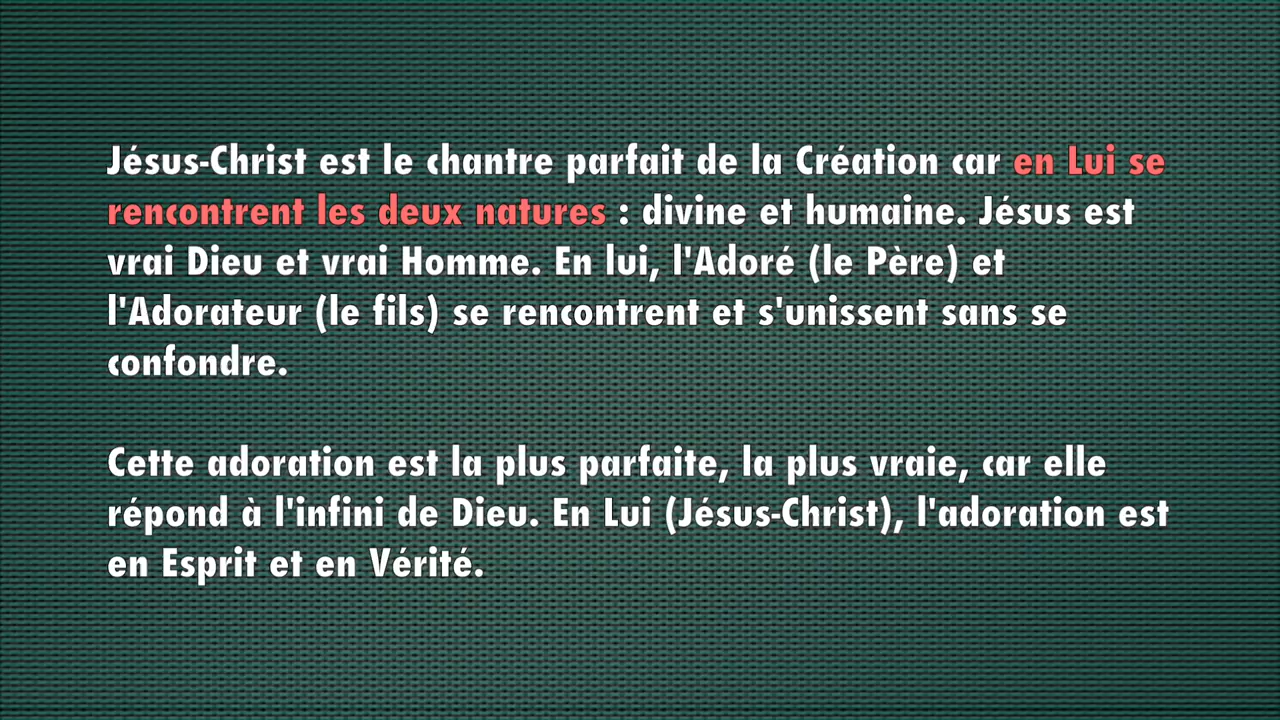 Jésus-Christ est le chantre parfait de la Création car en Lui se
rencontrent les deux natures : divine et humaine. Jésus est
vrai Dieu et vrai Homme. En lui, l'Adoré (le Père) et
l'Adorateur (le fils) se rencontrent et s'unissent sans se
confondre.
Cette adoration est la plus parfaite, la plus vraie, car elle
répond à l'infini de Dieu. En Lui (Jésus-Christ), l'adoration est
en Esprit et en Vérité.